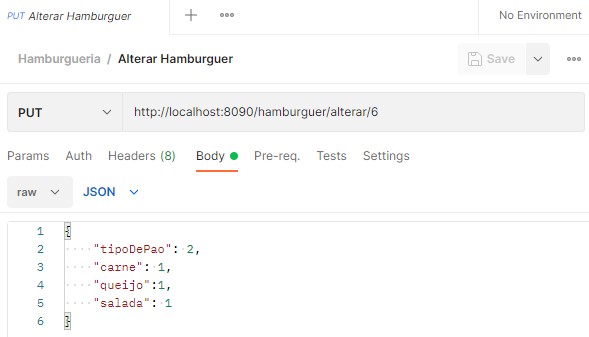 PUT Alterar Hamburguer + ooo No Environment
Hamburgueria / Alterar Hamburguer Save ooo
PUT http://localhost:8090/hamburguer/alterar/6
Params Auth Headers (8) Body Pre-req. Tests Settings
raw JSON
1 {
2 "tipoDePao": 2,
3 "carne": 1,
4 "queijo":1,
5 "salada": 1
6 }